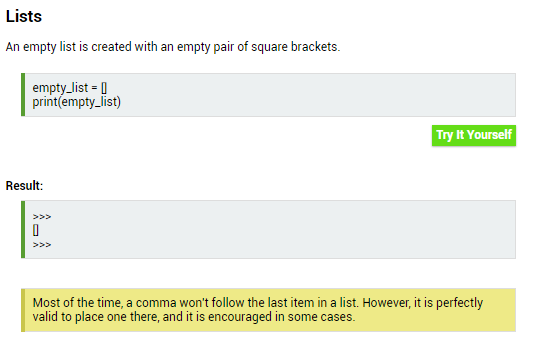 Lists
An empty list is created with an empty pair of square brackets.
empty_list = []
print(empty_list)
Try It Yourself
Result:
>>>
[]
>>>
Most of the time, a comma won't follow the last item in a list. However, it is perfectly
valid to place one there, and it is encouraged in some cases.